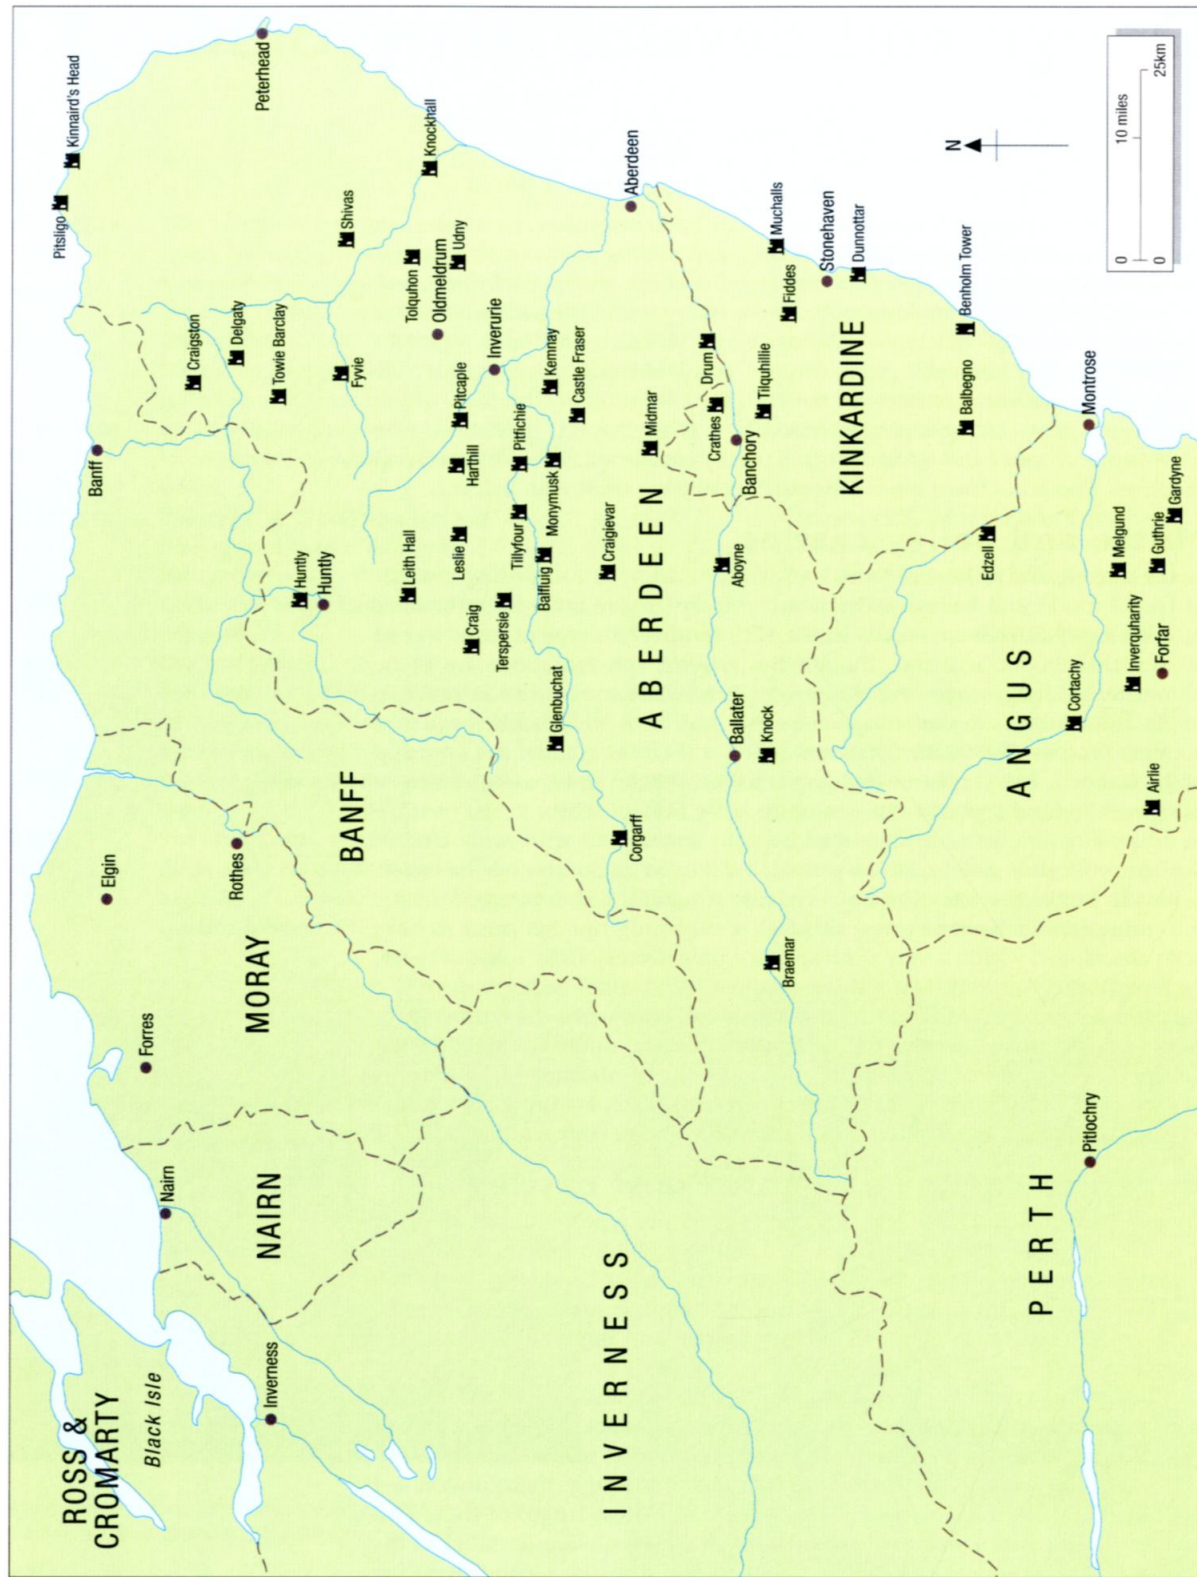 ROSS &
CROMARTY
Black Isle
Pitsligo
Kinnaird's Head
Banff
Elgin
Forres
Nairn
Craigston
Delgaty
Rothes
Peterhead
Inverness
NAIRN
MORAY
Towie Barclay
Huntly
Huntly
BANFF
Shivas
Fyvie
Tolquhon
Leith Hall
Knockhall
Oldmeldrum
Udny
Pitcaple
Harthill
Leslie
Craig
Inverurie
Terspersie
Pitfichie
Tillyfour
Balfluig
Monymusk
Kemnay
Glenbuchat
Castle Fraser
Craigievar
Corgarff
Aberdeen
Midmar
ABERDEEN
INVERNESS
Drum
Crathes
Aboyne
Banchory
Ballater
Tilquhillie
Knock
Braemar
Muchalls
Fiddes
Stonehaven
Dunnottar
KINKARDINE
N
Benholm Tower
Balbegno
Edzell
ANGUS
PERTH
Montrose
Cortachy
Pitlochry
Melgund
Inverquharity
Guthrie
Forfar
Airlie
Gardyne
0 10 miles
0 25km